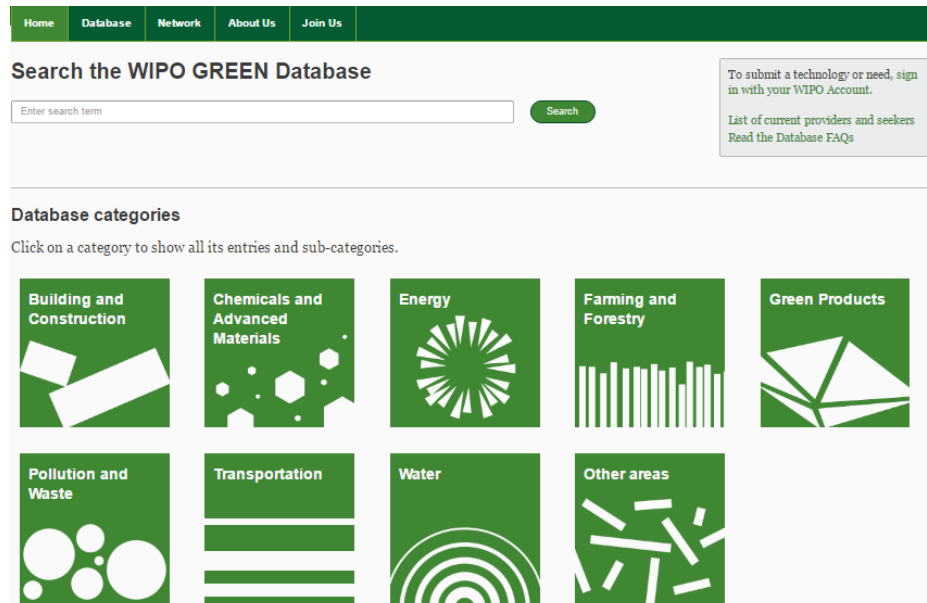 Home Database Network About Us Join Us
Search the WIPO GREEN Database
Enter search term
Search
To submit a technology or need, sign
in with your WIPO Account.
List of current providers and seekers
Read the Database FAQs
Database categories
Click on a category to show all its entries and sub-categories.
Building and
Construction
Chemicals and
Advanced
Materials
Energy
Farming and
Forestry
Green Products
Pollution and
Waste
Transportation
Water
Other areas